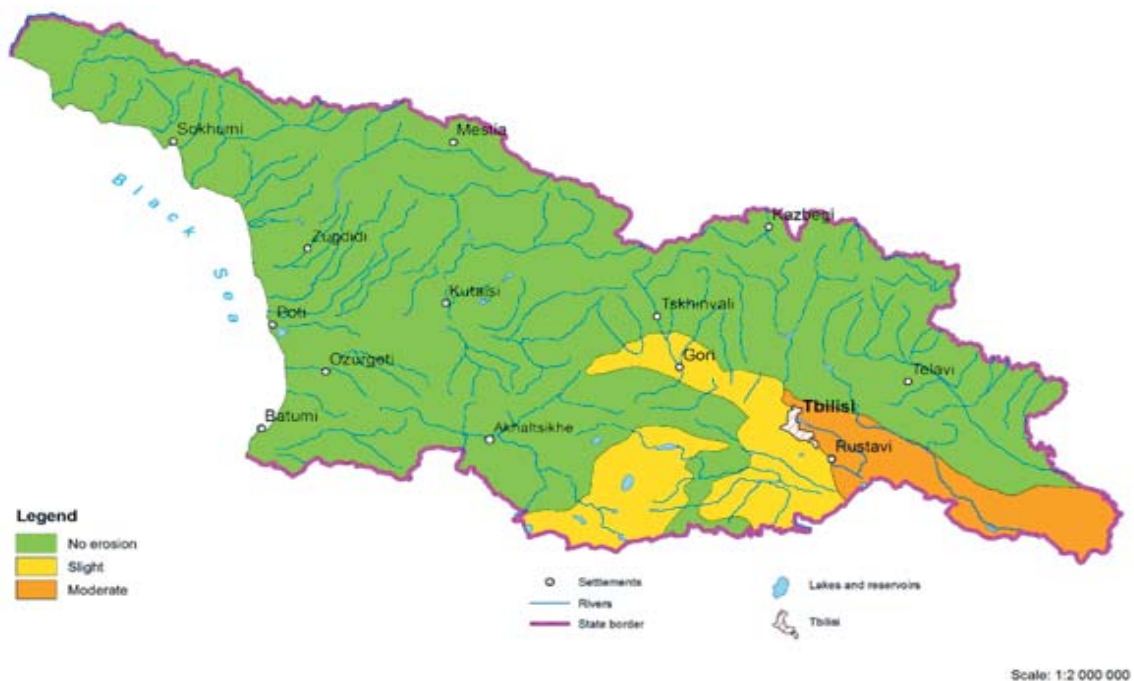 Sokhumi
Mestia
Black Sea
Kazbegi
Zugdidi
Kutaisi
Tskhinvali
Poti
Gori
Ozurgeti
Telavi
Tbilisi
Batumi
Akhaltsikhe
Rustavi
Legend
No erosion
Slight
Moderate
Settlements
Rivers
State border
Lakes and reservoirs
Tbilisi
Scale: 1:2 000 000